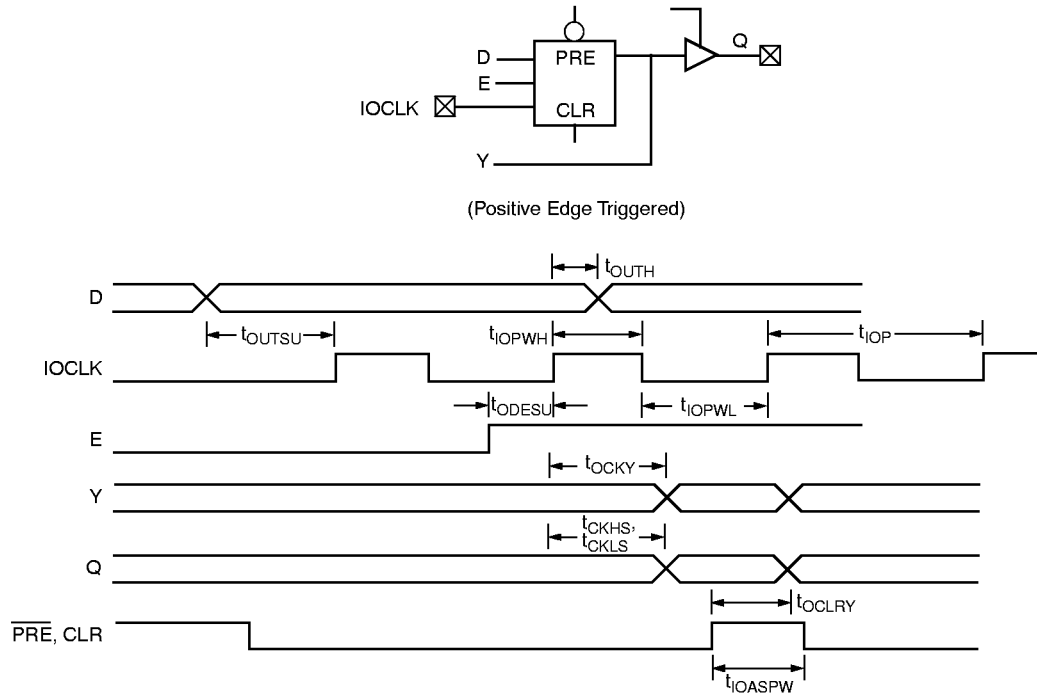 Q
D
PRE
E
IOCLK
CLR
Y
(Positive Edge Triggered)
tOUTH
D
tOUTSU
tIOPWH
tIOP
IOCLK
tODESU
tIOPWL
E
tOCKY
Y
tCKHS,
tCKLS
Q
tOCLRY
PRE, CLR
tIOASPW